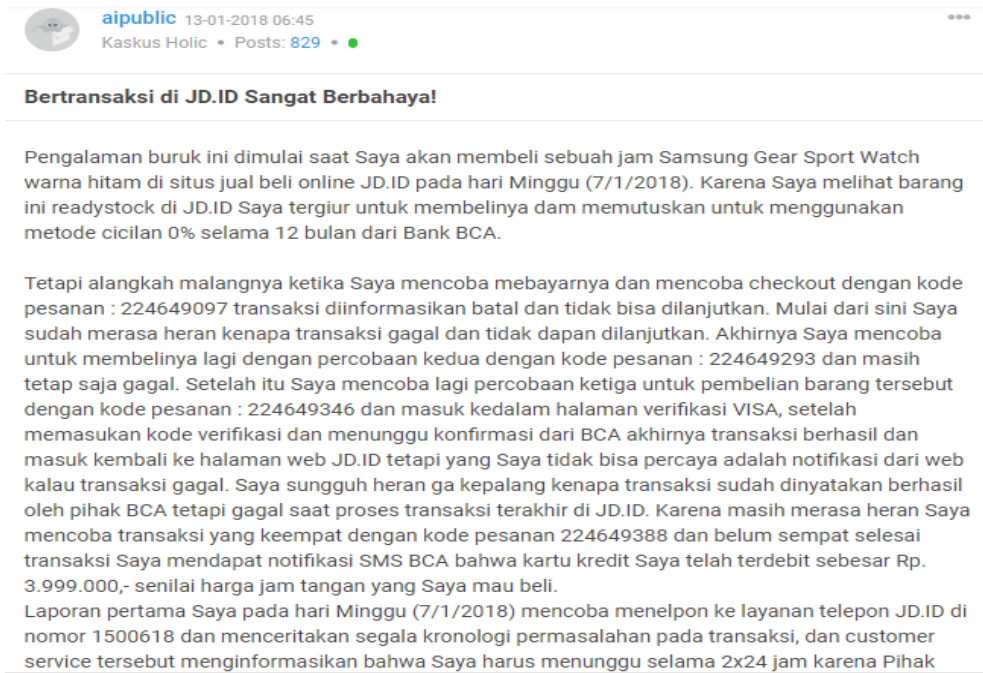 aipublic 13-01-2018 06:45
Kaskus Holic • Posts: 829 •
Bertransaksi di JD.ID Sangat Berbahaya!
Pengalaman buruk ini dimulai saat Saya akan membeli sebuah jam Samsung Gear Sport Watch
warna hitam di situs jual beli online JD.ID pada hari Minggu (7/1/2018). Karena Saya melihat barang
ini readystock di JD.ID Saya tergiur untuk membelinya dam memutuskan untuk menggunakan
metode cicilan 0% selama 12 bulan dari Bank BCA.
Tetapi alangkah malangnya ketika Saya mencoba mebayarnya dan mencoba checkout dengan kode
pesanan : 224649097 transaksi diinformasikan batal dan tidak bisa dilanjutkan. Mulai dari sini Saya
sudah merasa heran kenapa transaksi gagal dan tidak dapan dilanjutkan. Akhirnya Saya mencoba
untuk membelinya lagi dengan percobaan kedua dengan kode pesanan : 224649293 dan masih
tetap saja gagal. Setelah itu Saya mencoba lagi percobaan ketiga untuk pembelian barang tersebut
dengan kode pesanan : 224649346 dan masuk kedalam halaman verifikasi VISA, setelah
memasukan kode verifikasi dan menunggu konfirmasi dari BCA akhirnya transaksi berhasil dan
masuk kembali ke halaman web JD.ID tetapi yang Saya tidak bisa percaya adalah notifikasi dari web
kalau transaksi gagal. Saya sungguh heran ga kepalang kenapa transaksi sudah dinyatakan berhasil
oleh pihak BCA tetapi gagal saat proses transaksi terakhir di JD.ID. Karena masih merasa heran Saya
mencoba transaksi yang keempat dengan kode pesanan 224649388 dan belum sempat selesai
transaksi Saya mendapat notifikasi SMS BCA bahwa kartu kredit Saya telah terdebit sebesar Rp.
3.999.000,- senilai harga jam tangan yang Saya mau beli.
Laporan pertama Saya pada hari Minggu (7/1/2018) mencoba menelpon ke layanan telepon JD.ID di
nomor 1500618 dan menceritakan segala kronologi permasalahan pada transaksi, dan customer
service tersebut menginformasikan bahwa Saya harus menunggu selama 2x24 jam karena Pihak